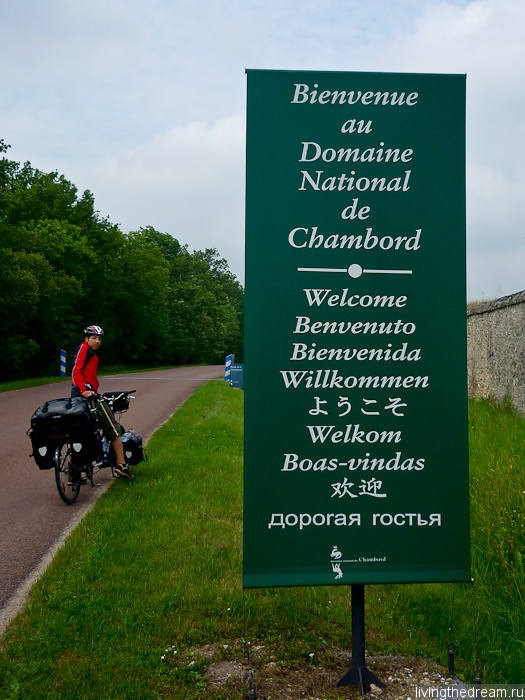 Bienvenue
au
Domaine
National
de
Chambord
Welcome
Benvenuto
Bienvenida
Willkommen
ようこそ
Welkom
Boas-vindas
欢迎
дорогая гостья
Chambord
livingthedream.ru